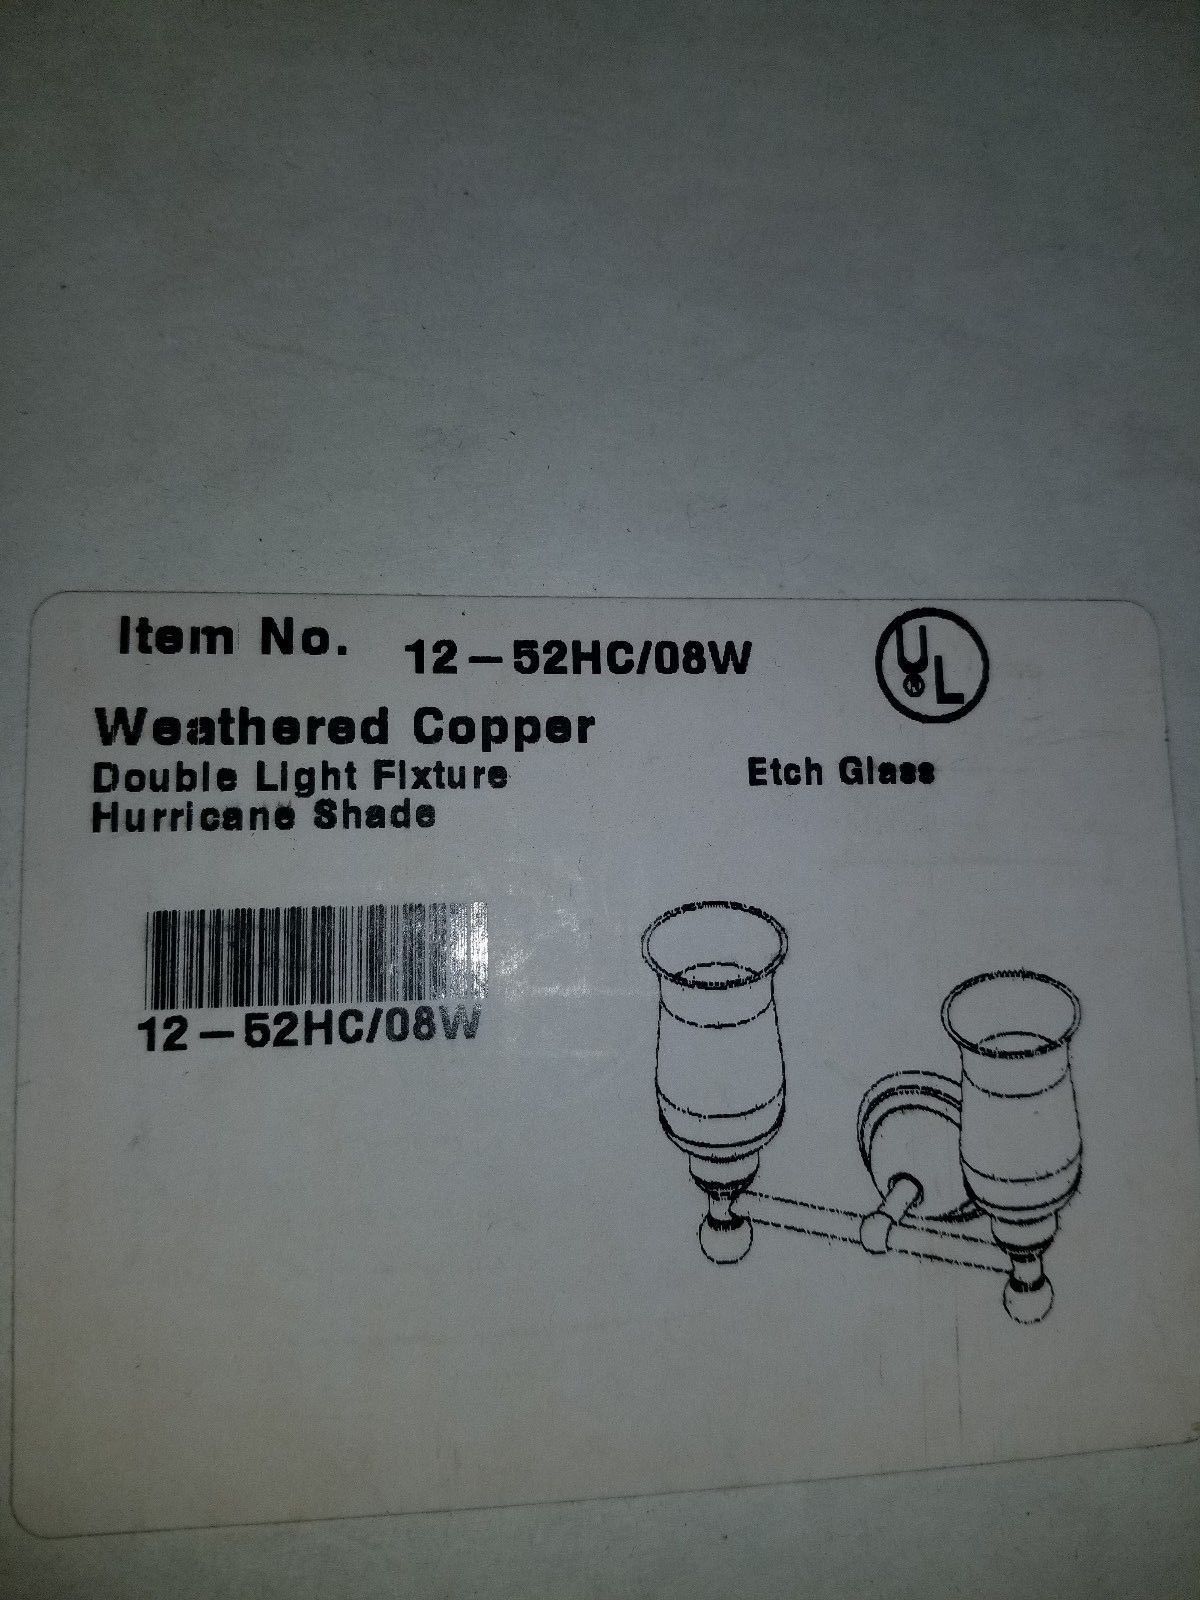 Item No. 12-52HC/08W
UL
Weathered Copper
Double Light Fixture
Etch Glass
Hurricane Shade
12-52HC/08W